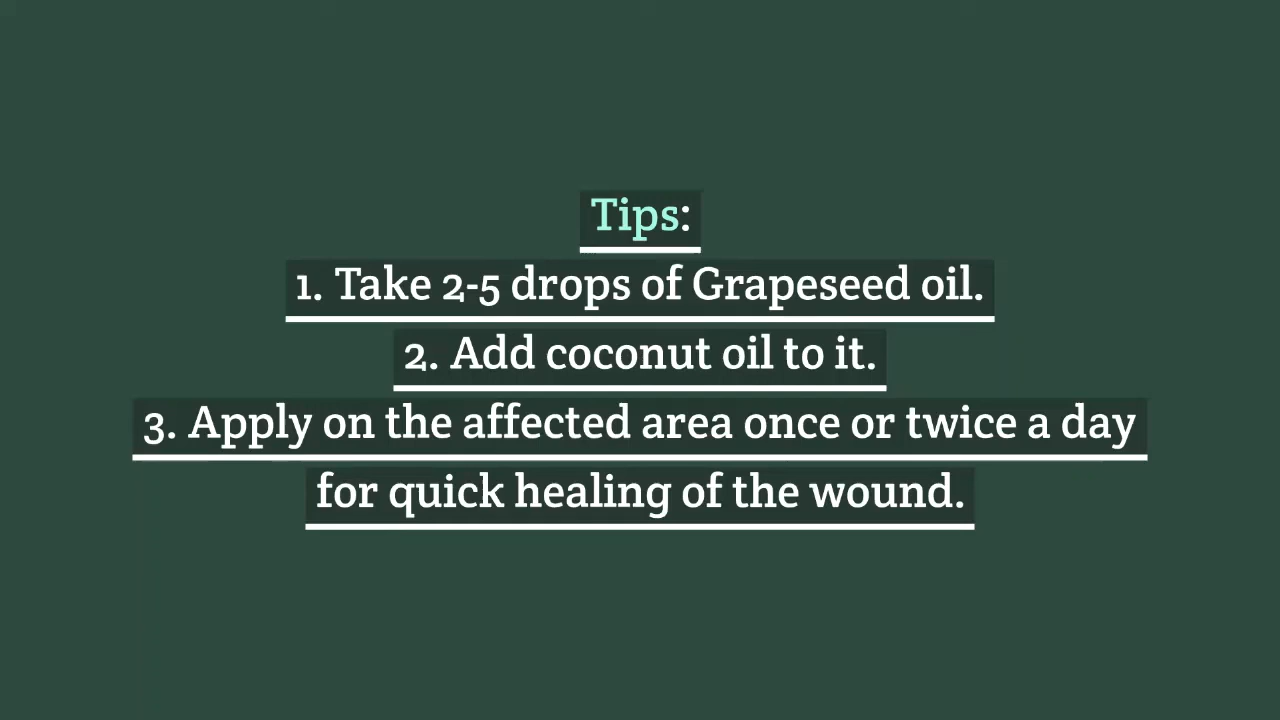 Tips:
1. Take 2-5 drops of Grapeseed oil.
2. Add coconut oil to it.
3. Apply on the affected area once or twice a day
for quick healing of the wound.